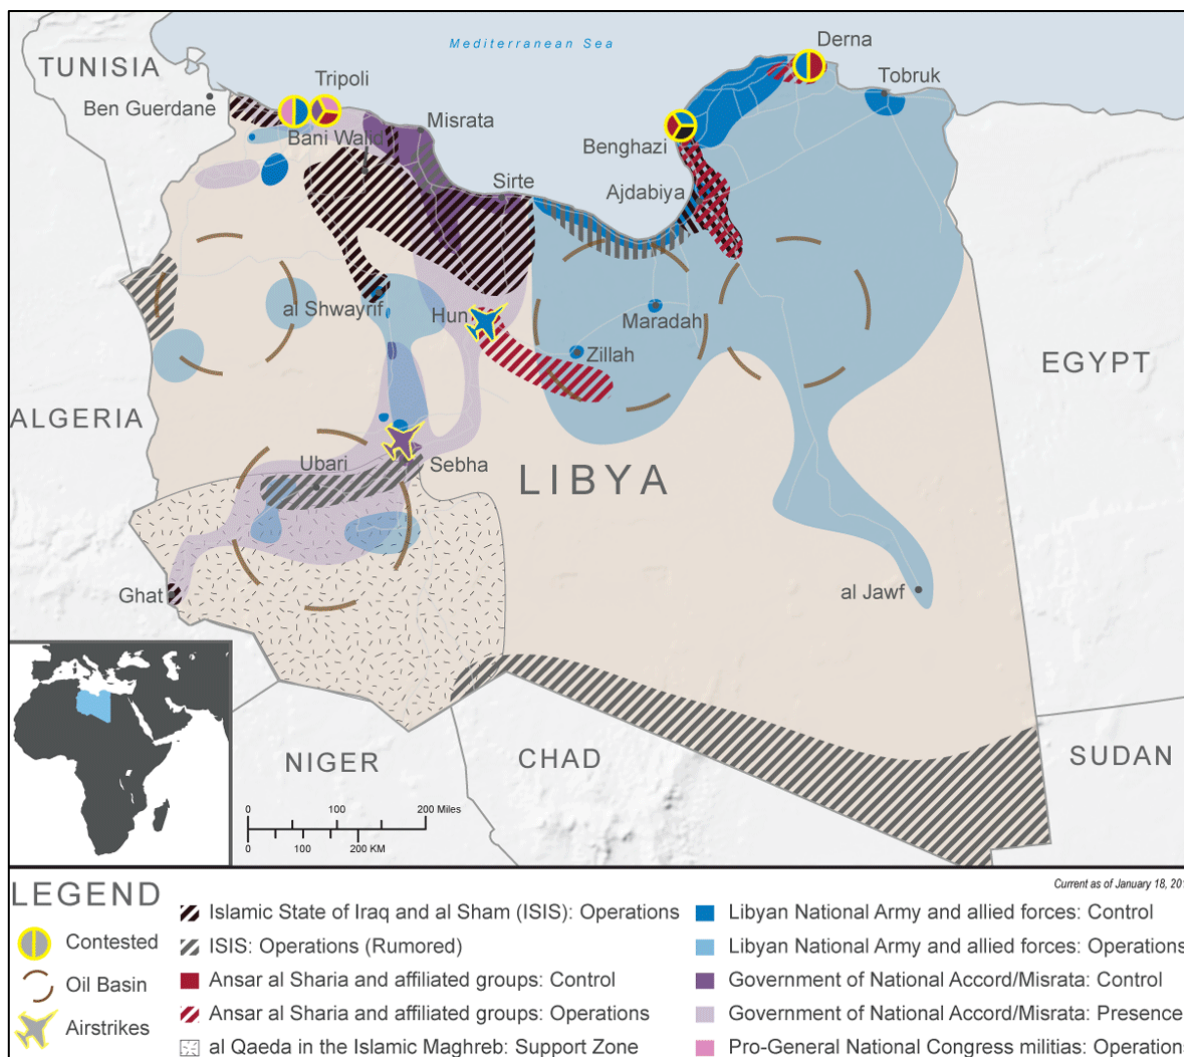 Mediterranean Sea
Derna
TUNISIA
Tripoli
Tobruk
Ben Guerdane
Misrata
Bani Walid
Benghazi
Sirte
Ajdabiya
al Shwayrif
Hun
Maradah
Zillah
EGYPT
ALGERIA
Ubari
Sebha
LIBYA
Ghat
al Jawf
NIGER
CHAD
SUDAN
0 100 200 Miles
0 100 200 KM
Current as of January 18, 201
LEGEND
Contested
Oil Basin
Airstrikes
Islamic State of Iraq and al Sham (ISIS): Operations
ISIS: Operations (Rumored)
Ansar al Sharia and affiliated groups: Control
Ansar al Sharia and affiliated groups: Operations
al Qaeda in the Islamic Maghreb: Support Zone
Libyan National Army and allied forces: Control
Libyan National Army and allied forces: Operations
Government of National Accord/Misrata: Control
Government of National Accord/Misrata: Presence
Pro-General National Congress militias: Operation